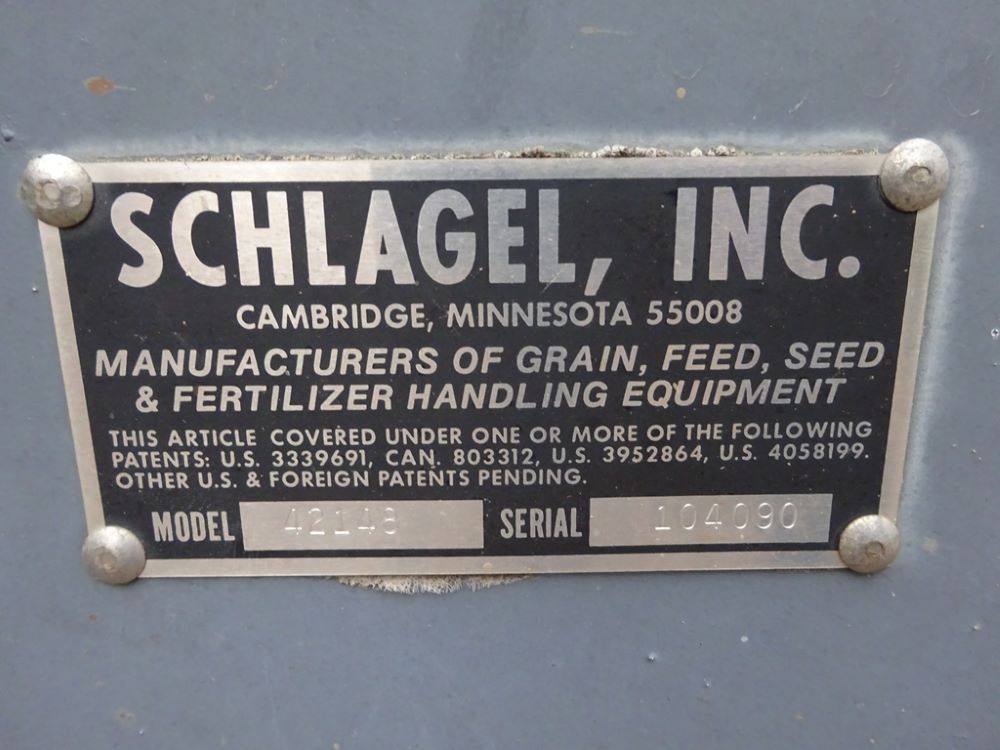 SCHLAGEL, INC.
CAMBRIDGE, MINNESOTA 55008
MANUFACTURERS OF GRAIN, FEED, SEED
& FERTILIZER HANDLING EQUIPMENT
THIS ARTICLE COVERED UNDER ONE OR MORE OF THE FOLLOWING
PATENTS: U.S. 3339691, CAN. 803312, U.S. 3952864, U.S. 4058199.
OTHER U.S. & FOREIGN PATENTS PENDING.
MODEL 42148 SERIAL 104090